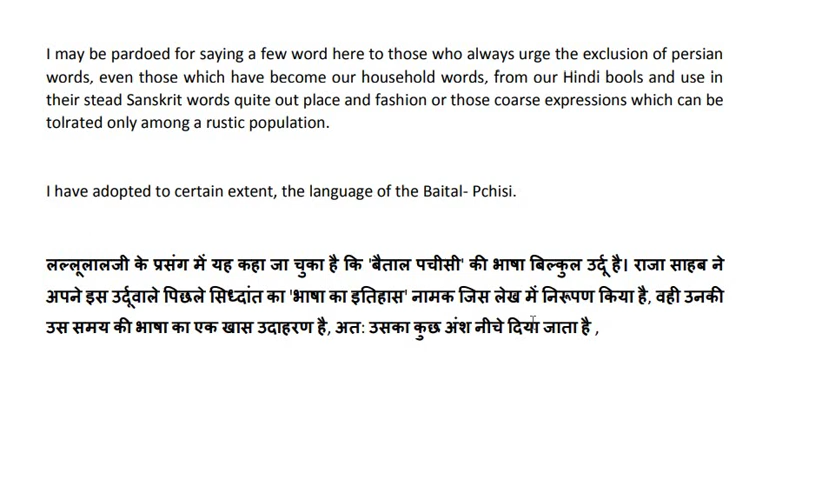 I may be pardoed for saying a few word here to those who always urge the exclusion of persian
words, even those which have become our household words, from our Hindi bools and use in
their stead Sanskrit words quite out place and fashion or those coarse expressions which can be
tolrated only among a rustic population.
I have adopted to certain extent, the language of the Baital- Pchisi.
लल्लूलालजी के प्रसंग में यह कहा जा चुका है कि 'बैताल पचीसी' की भाषा बिल्कुल उर्दू है। राजा साहब ने
अपने इस उर्दूवाले पिछले सिध्दांत का 'भाषा का इतिहास' नामक जिस लेख में निरूपण किया है, वही उनकी
उस समय की भाषा का एक खास उदाहरण है, अत: उसका कुछ अंश नीचे दिया जाता है ,